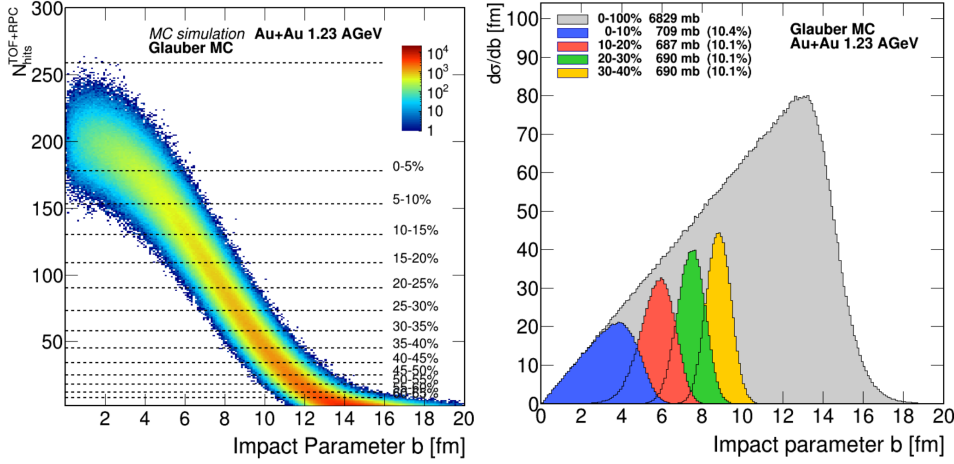 300
250
200
150
100
50
N hits TOF+RPC
MC simulation Au+Au 1.23 AGeV
Glauber MC
10^4
10^3
10^2
10
1
0-5%
5-10%
10-15%
15-20%
20-25%
25-30%
30-35%
35-40%
40-45%
45-50%
2 4 6 8 10 12 14 16 18 20
Impact Parameter b [fm]
dσ/db [fm]
100
80
60
40
20
0
0-100% 6829 mb
0-10% 709 mb (10.4%)
10-20% 687 mb (10.1%)
20-30% 690 mb (10.1%)
30-40% 690 mb (10.1%)
Glauber MC
Au+Au 1.23 AGeV
0 2 4 6 8 10 12 14 16 18 20
Impact parameter b [fm]